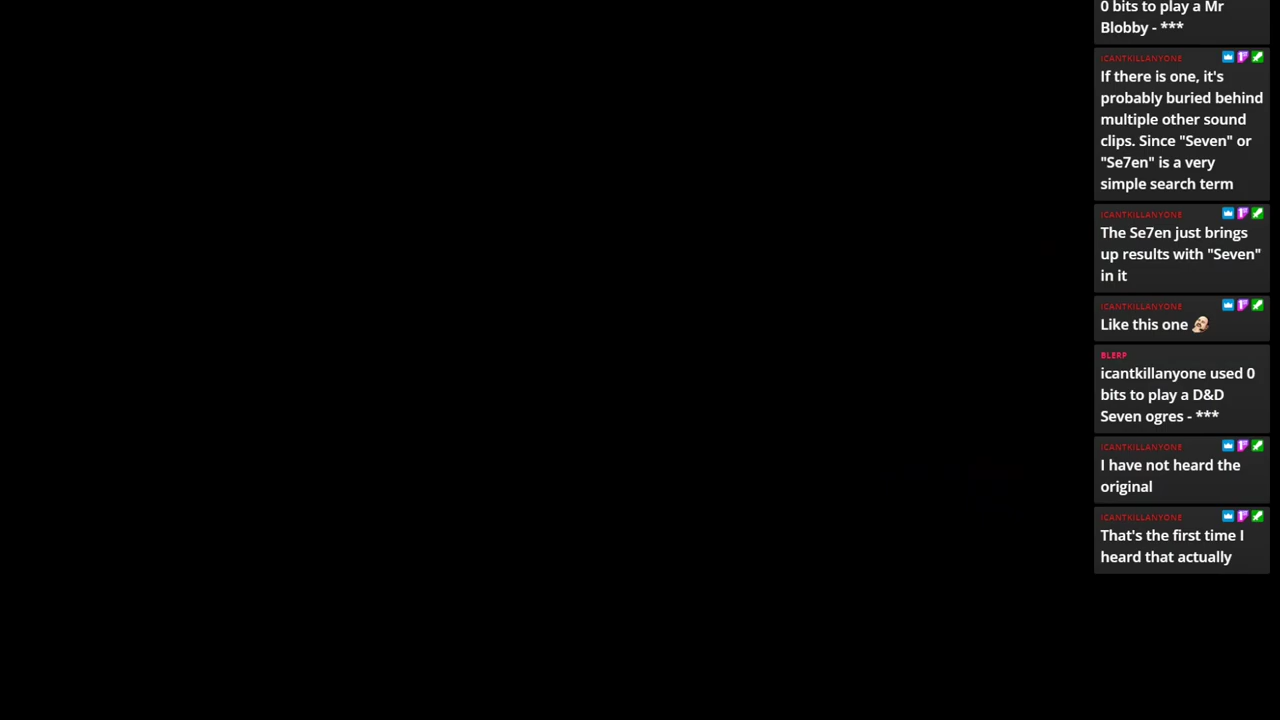 0 bits to play a Mr
Blobby - ***
ICANTKILLANYONE
If there is one, it's
probably buried behind
multiple other sound
clips. Since "Seven" or
"Se7en" is a very
simple search term
ICANTKILLANYONE
The Se7en just brings
up results with "Seven"
in it
ICANTKILLANYONE
Like this one
BLERP
icantkillanyone used 0
bits to play a D&D
Seven ogres - ***
ICANTKILLANYONE
I have not heard the
original
ICANTKILLANYONE
That's the first time I
heard that actually